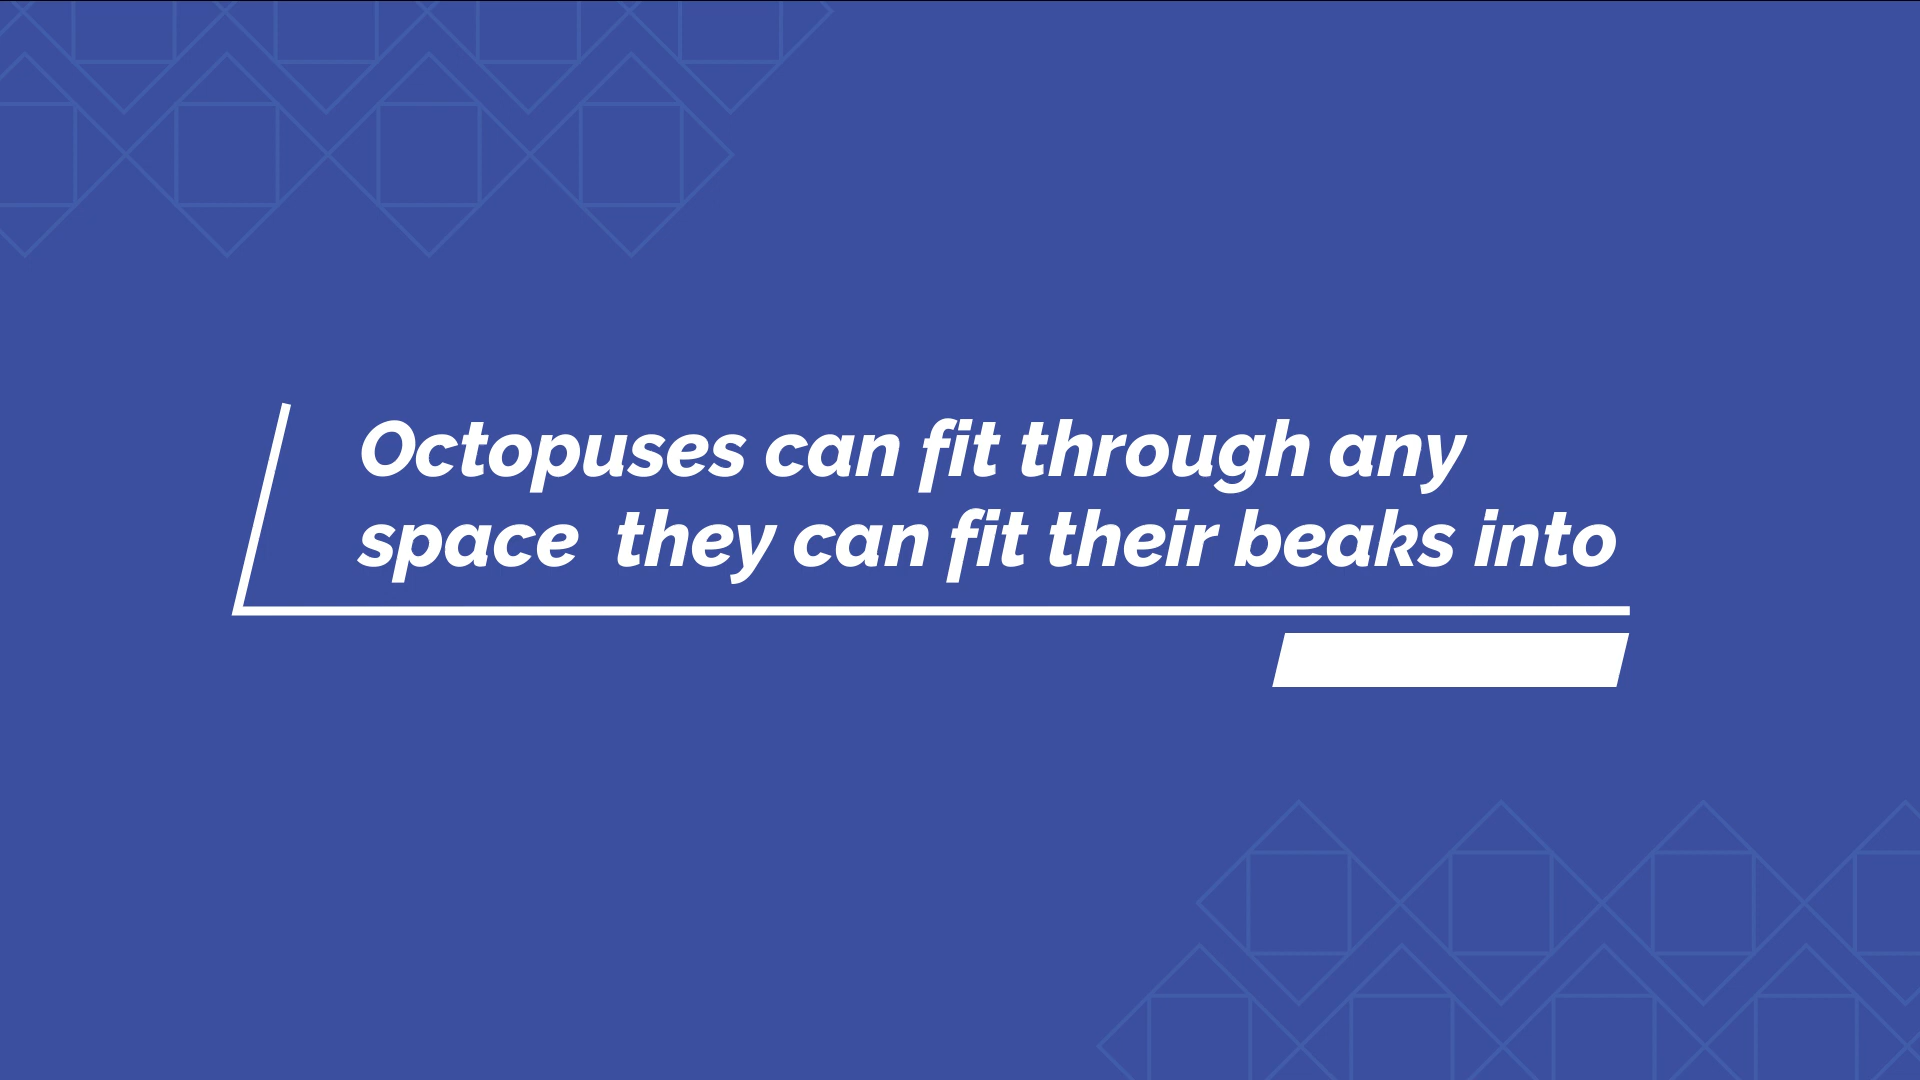 Octopuses can fit through any
space  they can fit their beaks into